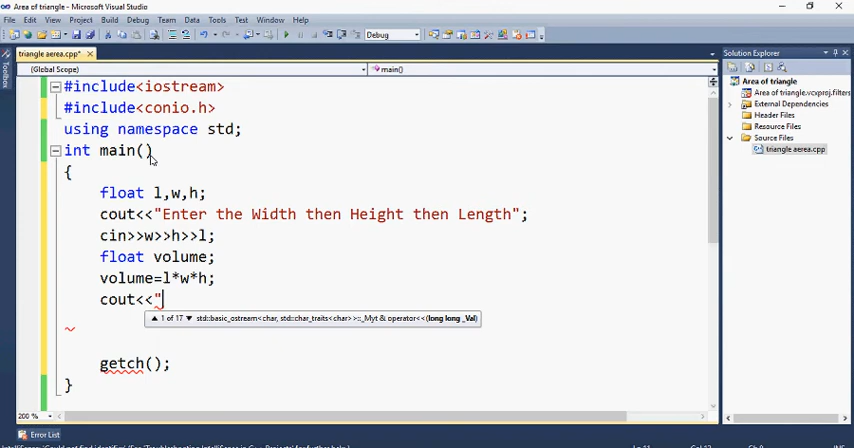 Area of triangle - Microsoft Visual Studio
File Edit View Project Build Debug Team Data Tools Test Window Help
Debug
triangle aerea.cpp*
(Global Scope) main()
Toolbox
#include<iostream>
#include<conio.h>
using namespace std;
int main()
{
float l,w,h;
cout<<"Enter the Width then Height then Length";
cin>>w>>h>>l;
float volume;
volume=l*w*h;
cout<<"
1 of 17 std::basic_ostream<char, std::char_traits<char>>::_Myt & operator<<(long long _Val)
getch();
}
200 %
Solution Explorer
Area of triangle
Area of triangle.vcxproj.filters
External Dependencies
Header Files
Resource Files
Source Files
triangle aerea.cpp
Error List